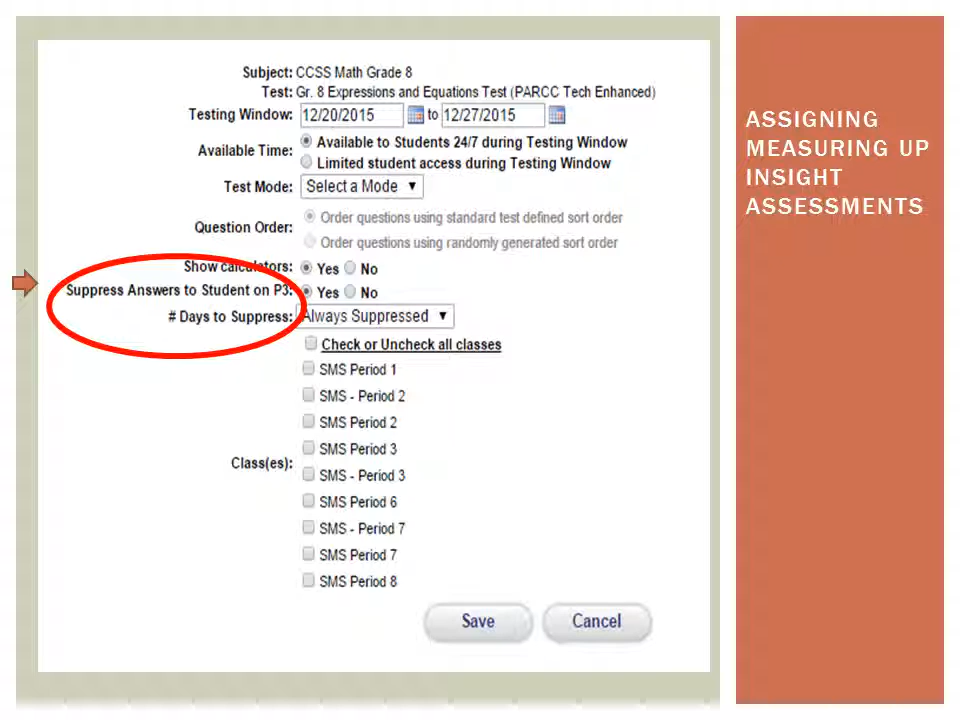 Subject: CCSS Math Grade 8
Test: Gr. 8 Expressions and Equations Test (PARCC Tech Enhanced)
Testing Window: 12/20/2015 to 12/27/2015
Available Time: Available to Students 24/7 during Testing Window
Limited student access during Testing Window
Test Mode: Select a Mode
Question Order: Order questions using standard test defined sort order
Order questions using randomly generated sort order
Show calculators: Yes No
Suppress Answers to Student on P3: Yes No
# Days to Suppress: Always Suppressed
Check or Uncheck all classes
Class(es):
SMS Period 1
SMS - Period 2
SMS Period 2
SMS Period 3
SMS - Period 3
SMS Period 6
SMS - Period 7
SMS Period 7
SMS Period 8
Save Cancel
ASSIGNING
MEASURING UP
INSIGHT
ASSESSMENTS